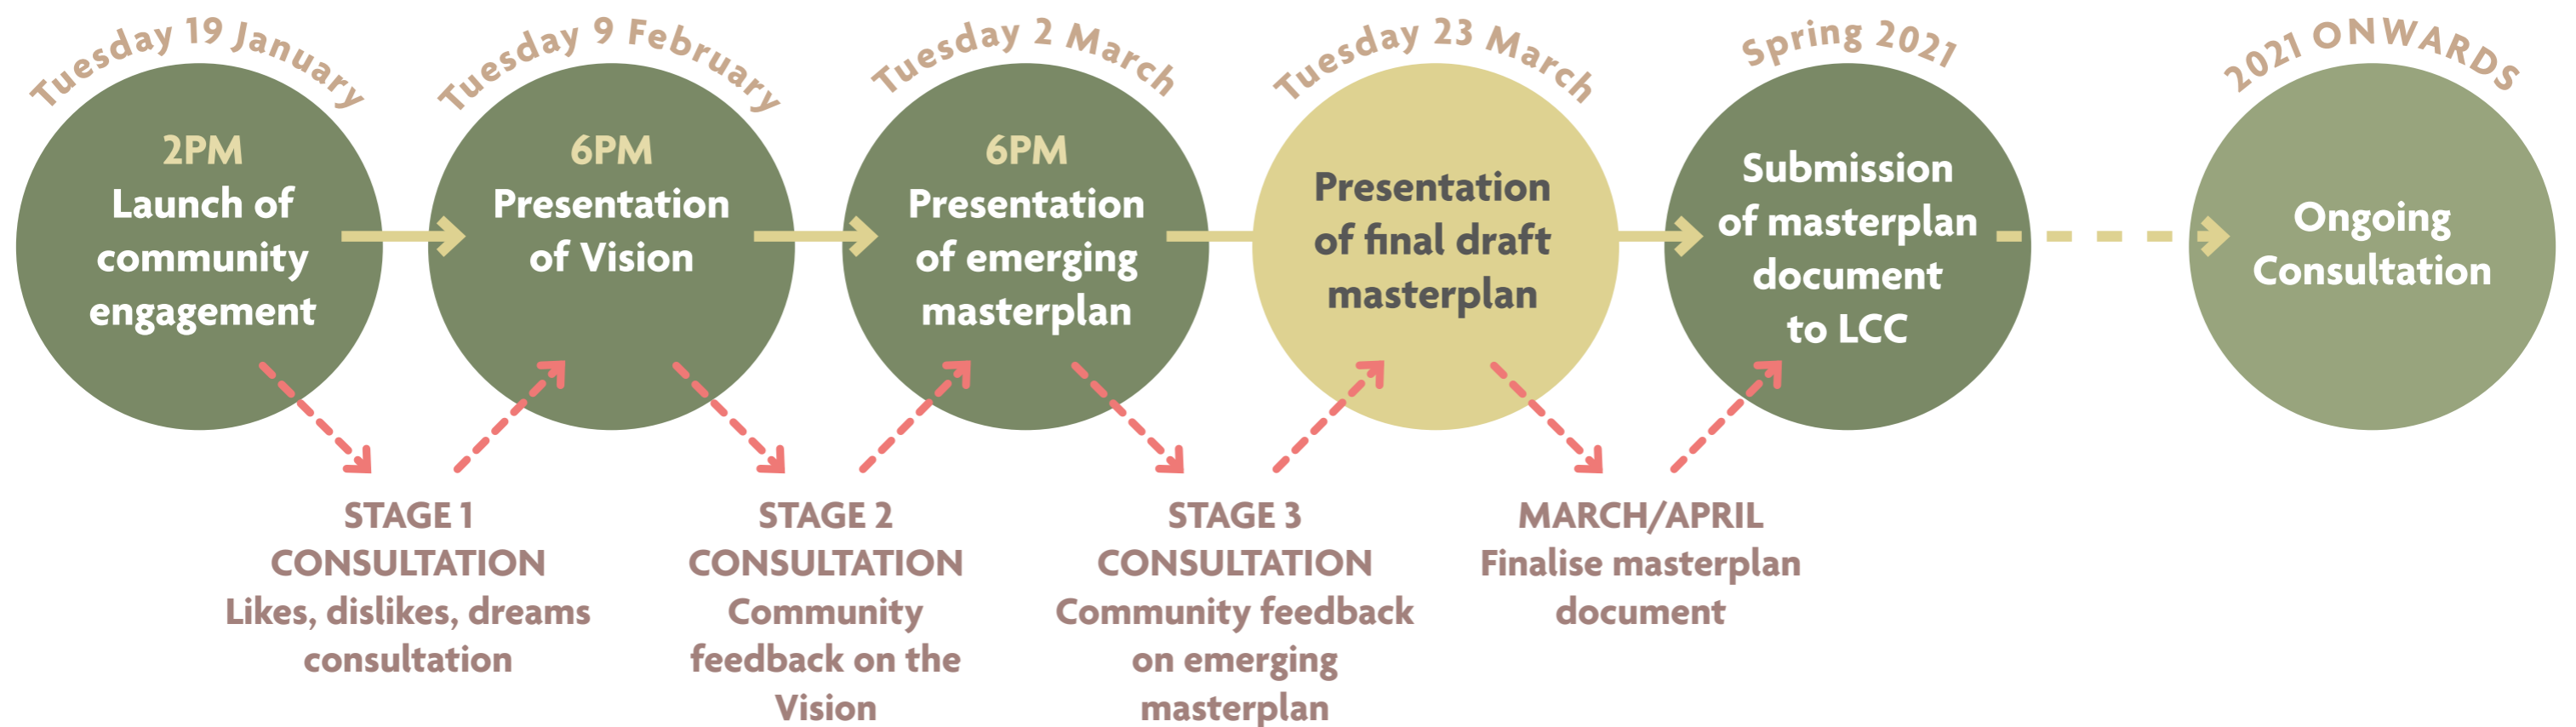 Tuesday 19 January
2PM
Launch of
community
engagement
Tuesday 9 February
6PM
Presentation
of Vision
Tuesday 2 March
6PM
Presentation
of emerging
masterplan
Tuesday 23 March
Presentation
of final draft
masterplan
Spring 2021
Submission
of masterplan
document
to LCC
2021 ONWARDS
Ongoing
Consultation
STAGE 1
CONSULTATION
Likes, dislikes, dreams
consultation
STAGE 2
CONSULTATION
Community
feedback on the
Vision
STAGE 3
CONSULTATION
Community feedback
on emerging
masterplan
MARCH/APRIL
Finalise masterplan
document